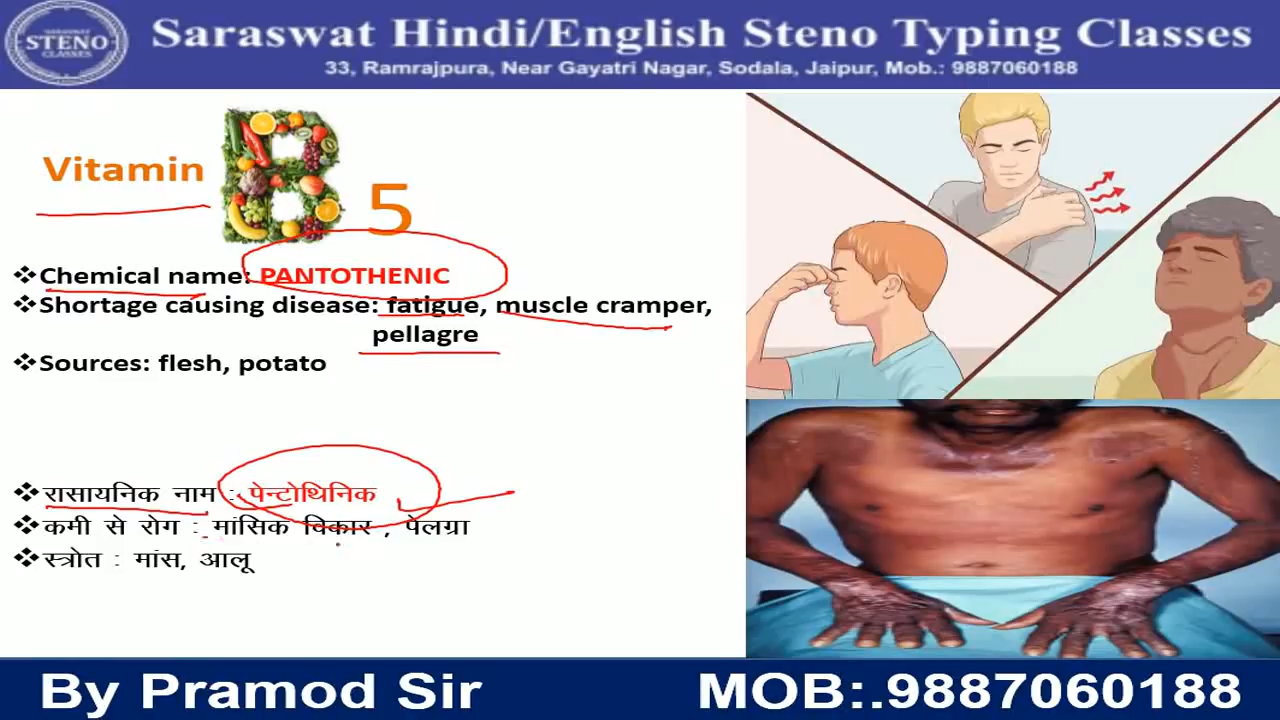 STENO
CLASSES
Saraswat Hindi/English Steno Typing Classes
33, Ramrajpura, Near Gayatri Nagar, Sodala, Jaipur, Mob.: 9887060188
Vitamin B 5
❖Chemical name: PANTOTHENIC
❖Shortage causing disease: fatigue, muscle cramper,
pellagre
❖Sources: flesh, potato
❖रासायनिक नाम : पेन्टोथिनिक
❖कमी से रोग : मांसिक विकार , पेलग्रा
❖स्त्रोत : मांस, आलू
By Pramod Sir MOB:.9887060188